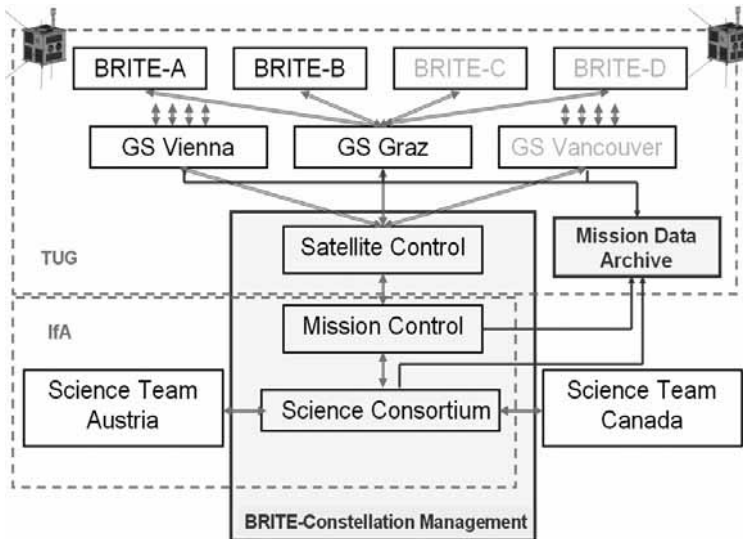 BRITE-A
BRITE-B
BRITE-C
BRITE-D
GS Vienna
GS Graz
GS Vancouver
Satellite Control
Mission Data
Archive
TUG
IfA
Mission Control
Science Team
Austria
Science Consortium
Science Team
Canada
BRITE-Constellation Management